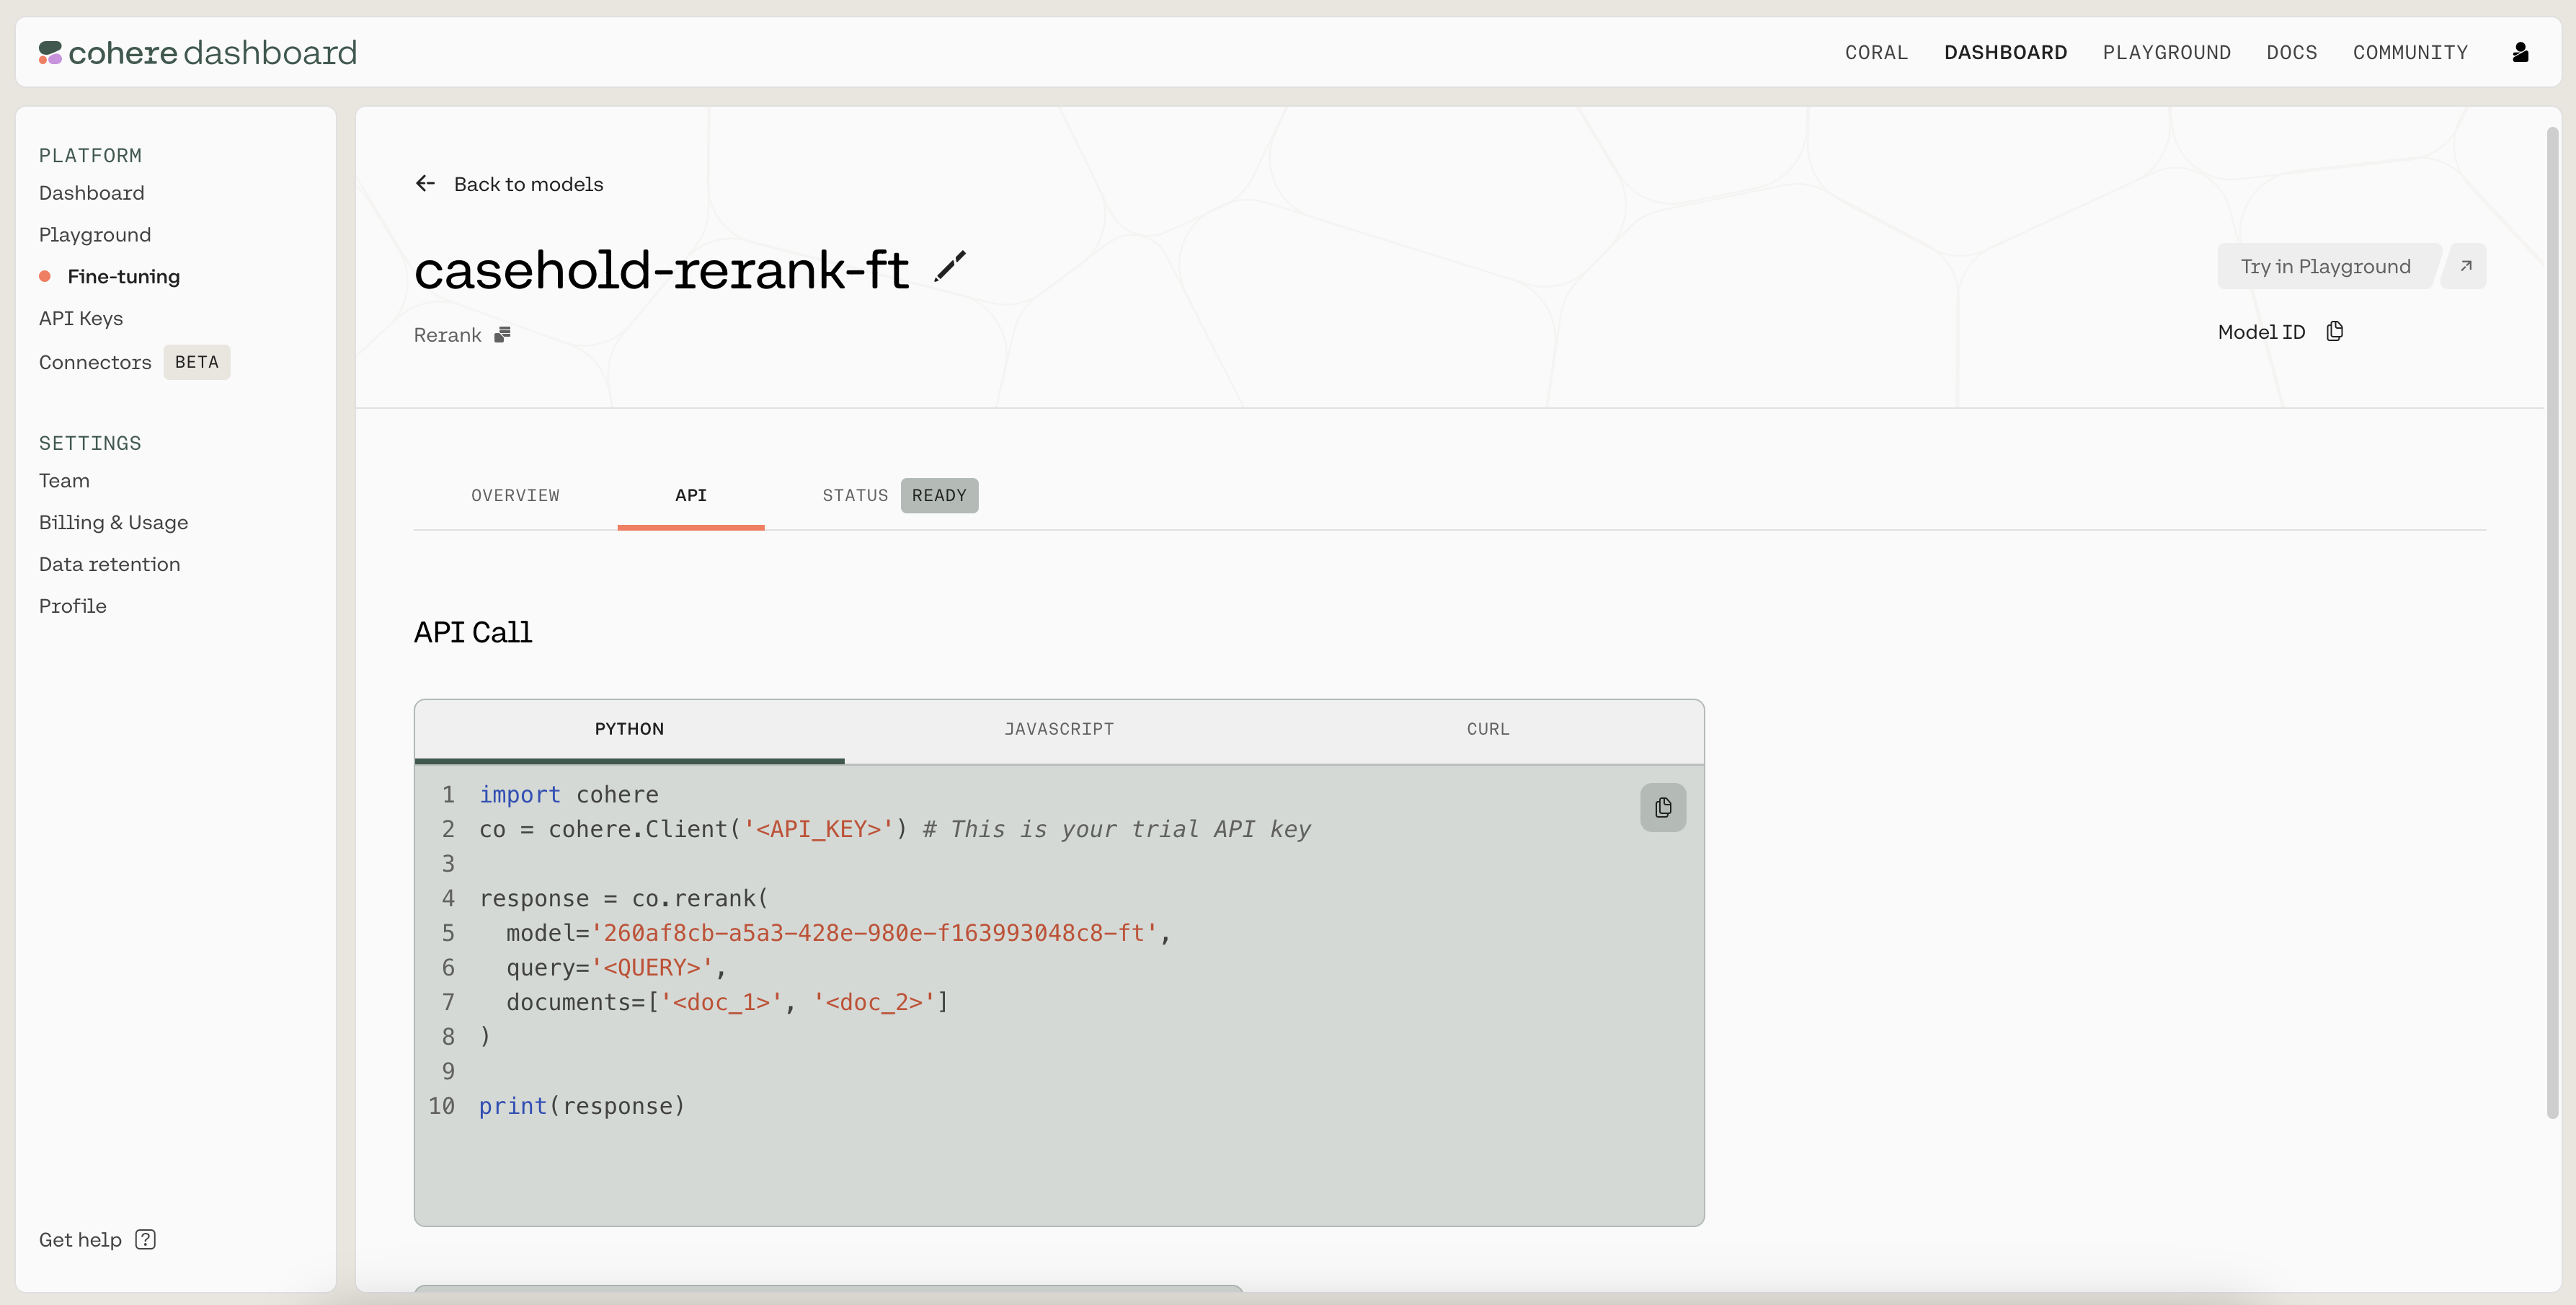 cohere dashboard
CORAL DASHBOARD PLAYGROUND DOCS COMMUNITY
PLATFORM
Dashboard
Playground
Fine-tuning
API Keys
Connectors BETA
SETTINGS
Team
Billing & Usage
Data retention
Profile
Get help ?
Back to models
casehold-rerank-ft
Rerank
Try in Playground
Model ID
OVERVIEW API STATUS READY
API Call
PYTHON JAVASCRIPT CURL
1 import cohere
2 co = cohere.Client('<API_KEY>') # This is your trial API key
3
4 response = co.rerank(
5 model='260af8cb-a5a3-428e-980e-f163993048c8-ft',
6 query='<QUERY>',
7 documents=['<doc_1>', '<doc_2>']
8 )
9
10 print(response)